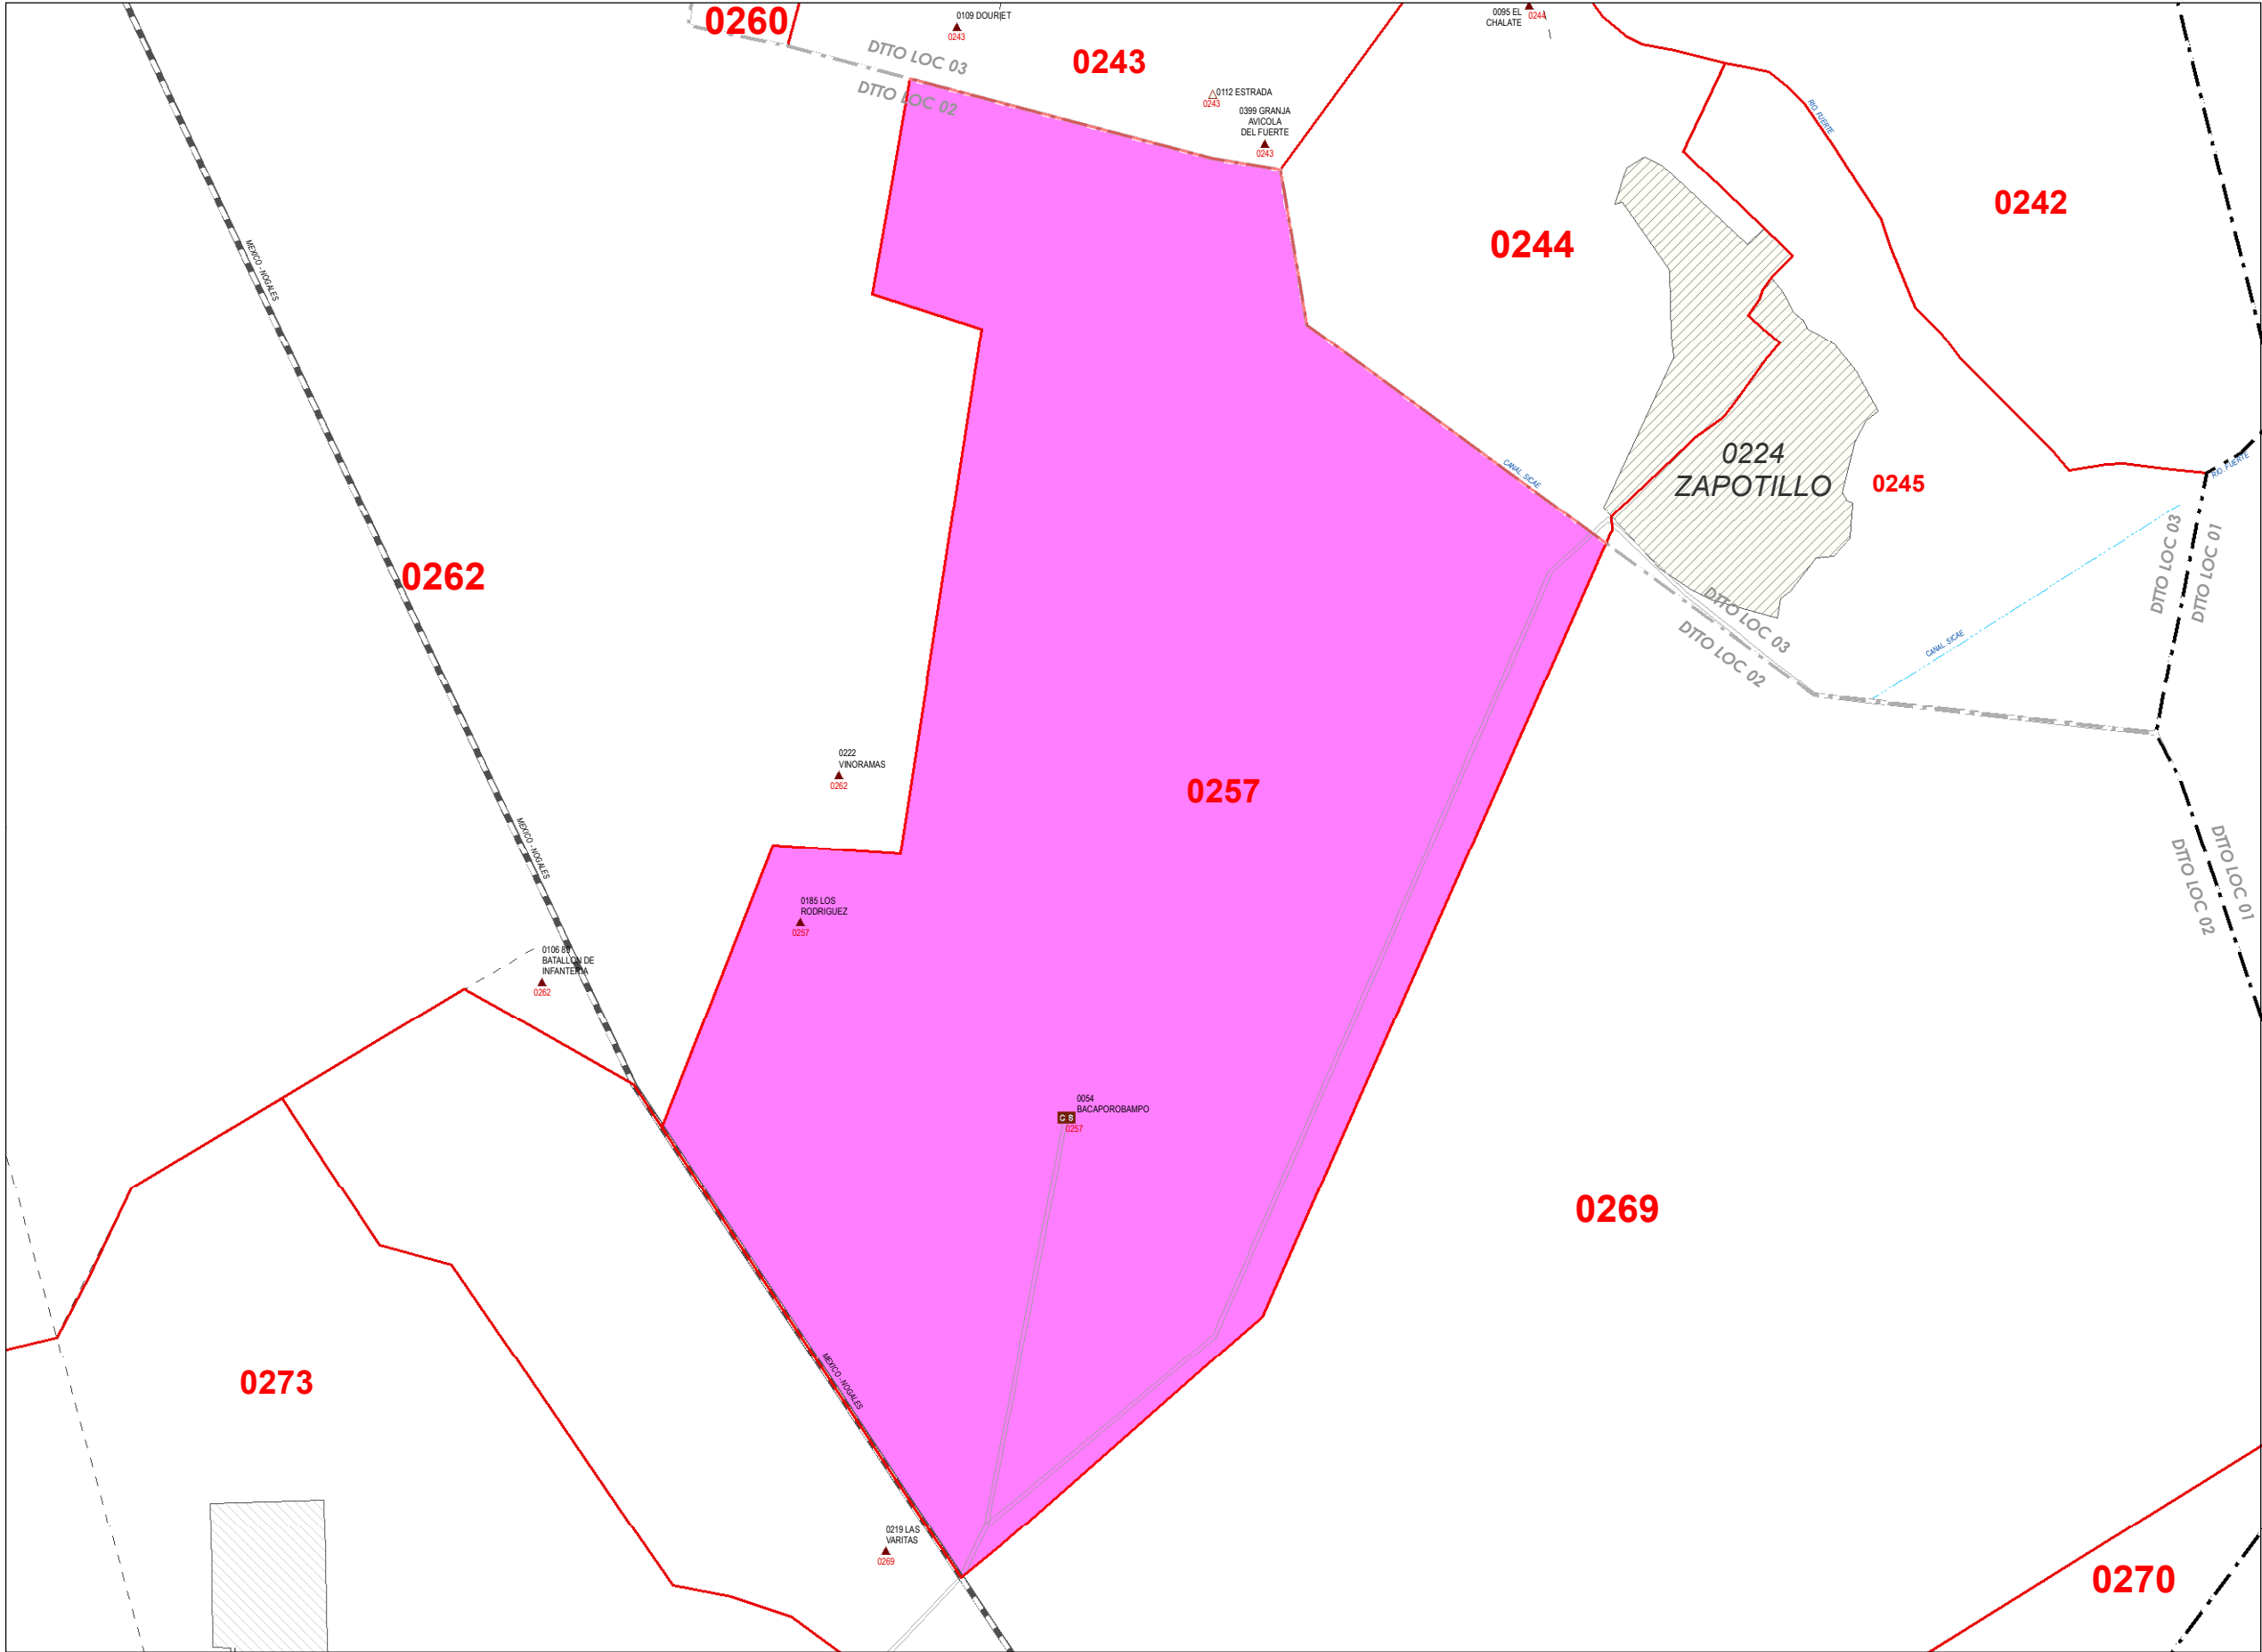 0260
0109 DOURIET
0243
DTTO LOC 03
DTTO LOC 02
0243
0095 EL
CHALATE
0244
0112 ESTRADA
0243
0399 GRANJA
AVICOLA
DEL FUERTE
0243
RIO. FUERTE
0242
0244
MEXICO - NOGALES
0224
ZAPOTILLO
0245
CANAL. SICAE
RIO. FUERTE
DTTO LOC 03
DTTO LOC 01
0262
DTTO LOC 03
DTTO LOC 02
CANAL. SICAE
0222
VINORAMAS
0262
0257
MEXICO - NOGALES
DTTO LOC 01
DTTO LOC 02
0185 LOS
RODRIGUEZ
0257
0106
BATALLON DE
INFANTERIA
0262
0054
BACAPOROBAMPO
C S
0257
0269
0273
MEXICO - NOGALES
0219 LAS
VARITAS
0269
0270